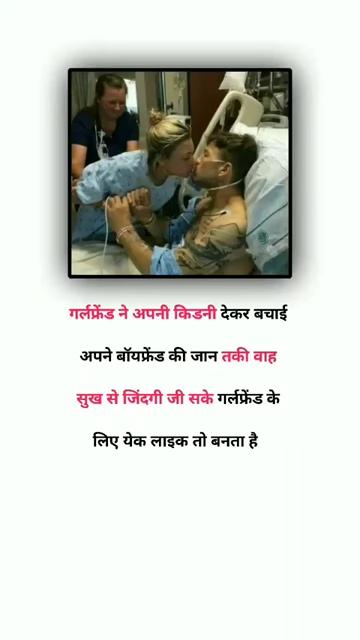 गर्लफ्रेंड ने अपनी किडनी देकर बचाई
अपने बॉयफ्रेंड की जान तकी वाह
सुख से जिंदगी जी सके गर्लफ्रेंड के
लिए येक लाइक तो बनता है